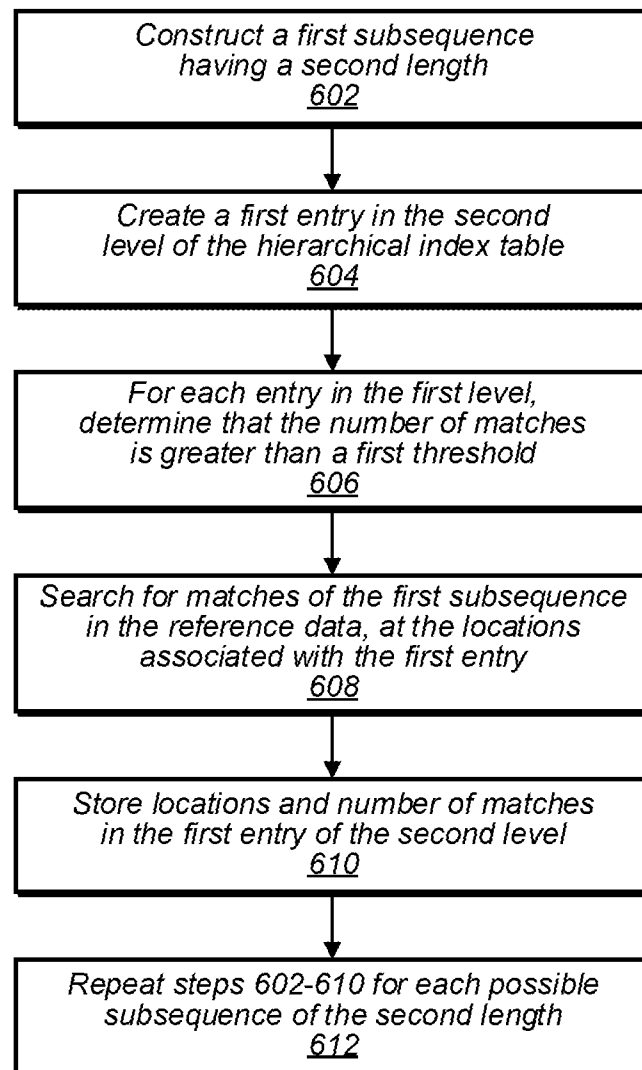 Construct a first subsequence
having a second length
602
Create a first entry in the second
level of the hierarchical index table
604
For each entry in the first level,
determine that the number of matches
is greater than a first threshold
606
Search for matches of the first subsequence
in the reference data, at the locations
associated with the first entry
608
Store locations and number of matches
in the first entry of the second level
610
Repeat steps 602-610 for each possible
subsequence of the second length
612